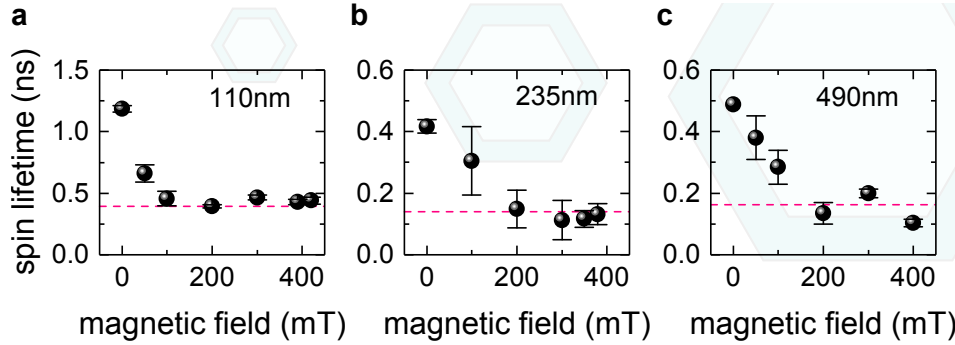 a
b
c
spin lifetime (ns)
1.5
1.0
0.5
0.0
110nm
0 200 400
magnetic field (mT)
0.6
0.4
0.2
0.0
235nm
0 200 400
magnetic field (mT)
0.6
0.4
0.2
0.0
490nm
0 200 400
magnetic field (mT)